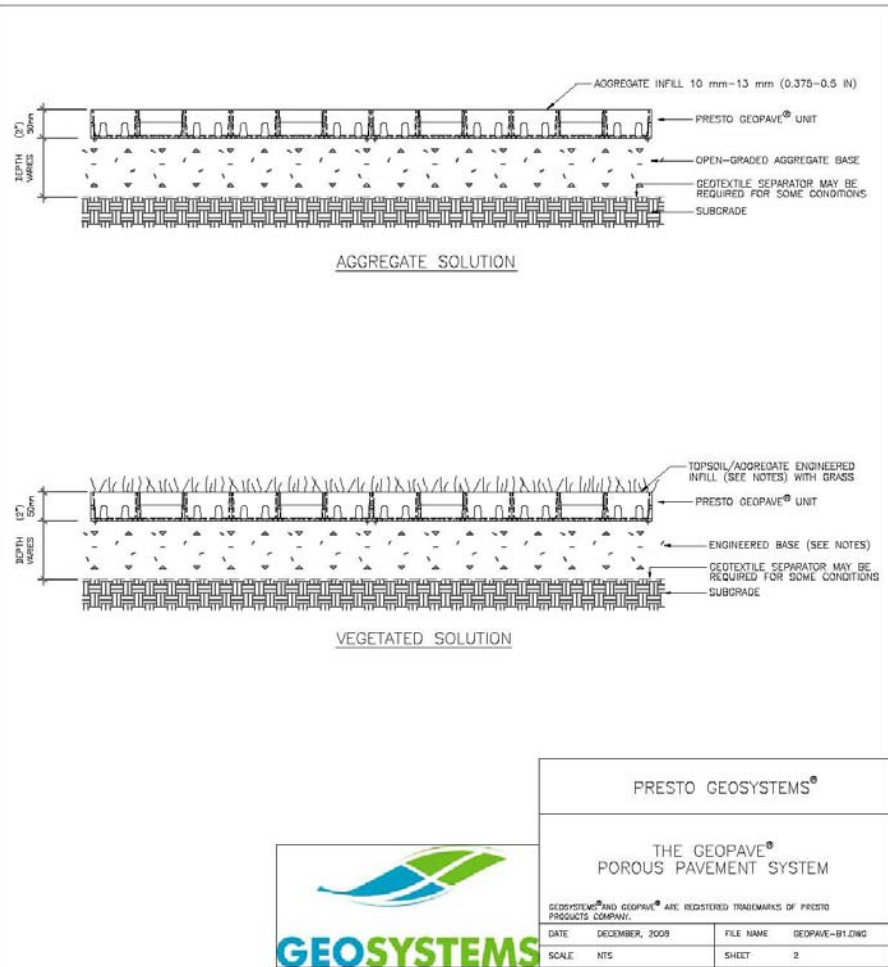 AGGREGATE INFILL 10 mm-13 mm (0.375-0.5 IN)
(2")
50mm
PRESTO GEOPAVE® UNIT
DEPTH
VARIES
OPEN-GRADED AGGREGATE BASE
GEOTEXTILE SEPARATOR MAY BE
REQUIRED FOR SOME CONDITIONS
SUBGRADE
AGGREGATE SOLUTION
TOPSOIL/AGGREGATE ENGINEERED
INFILL (SEE NOTES) WITH GRASS
(2")
50mm
PRESTO GEOPAVE® UNIT
DEPTH
VARIES
ENGINEERED BASE (SEE NOTES)
GEOTEXTILE SEPARATOR MAY BE
REQUIRED FOR SOME CONDITIONS
SUBGRADE
VEGETATED SOLUTION
PRESTO GEOSYSTEMS®
THE GEOPAVE®
POROUS PAVEMENT SYSTEM
GEOSYSTEMS® AND GEOPAVE® ARE REGISTERED TRADEMARKS OF PRESTO
PRODUCTS COMPANY.
DATE DECEMBER, 2009 FILE NAME GEOPAVE-B1.DWG
SCALE NTS SHEET 2
GEOSYSTEMS